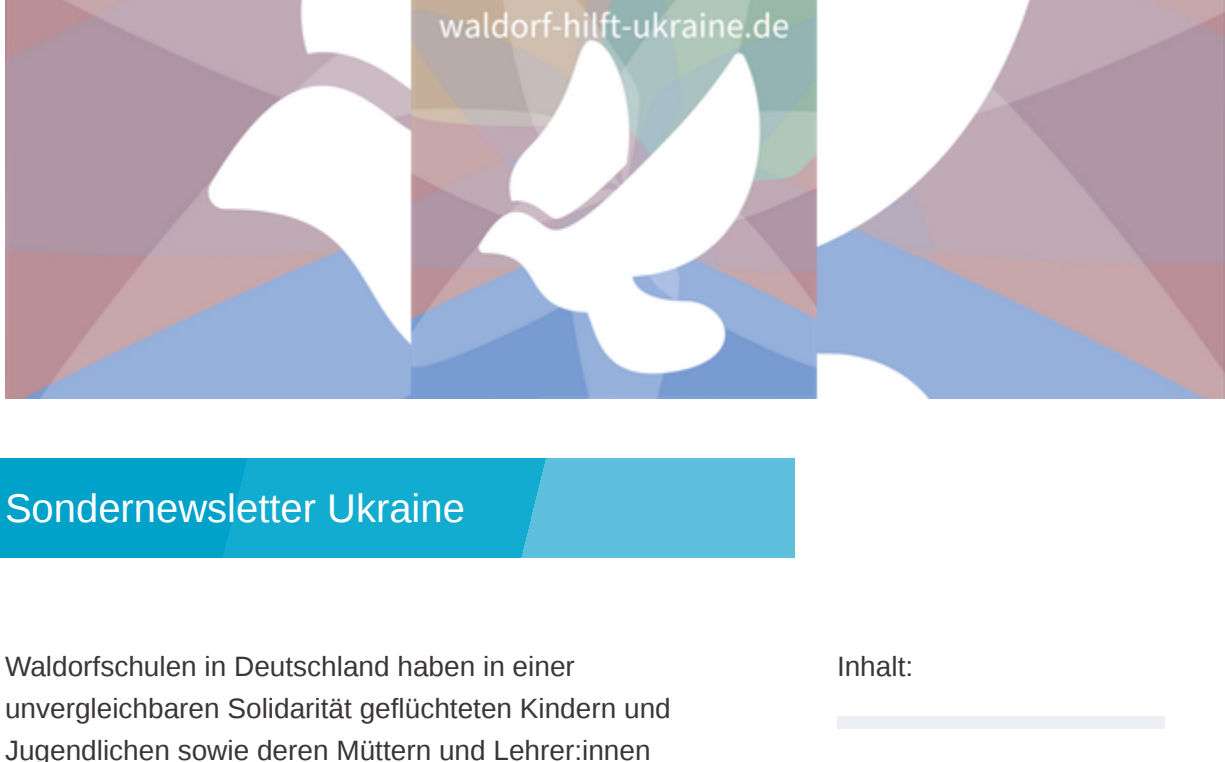 waldorf-hilft-ukraine.de
Sondernewsletter Ukraine
Waldorfschulen in Deutschland haben in einer
unvergleichbaren Solidarität geflüchteten Kindern und
Jugendlichen sowie deren Müttern und Lehrer:innen
Inhalt: